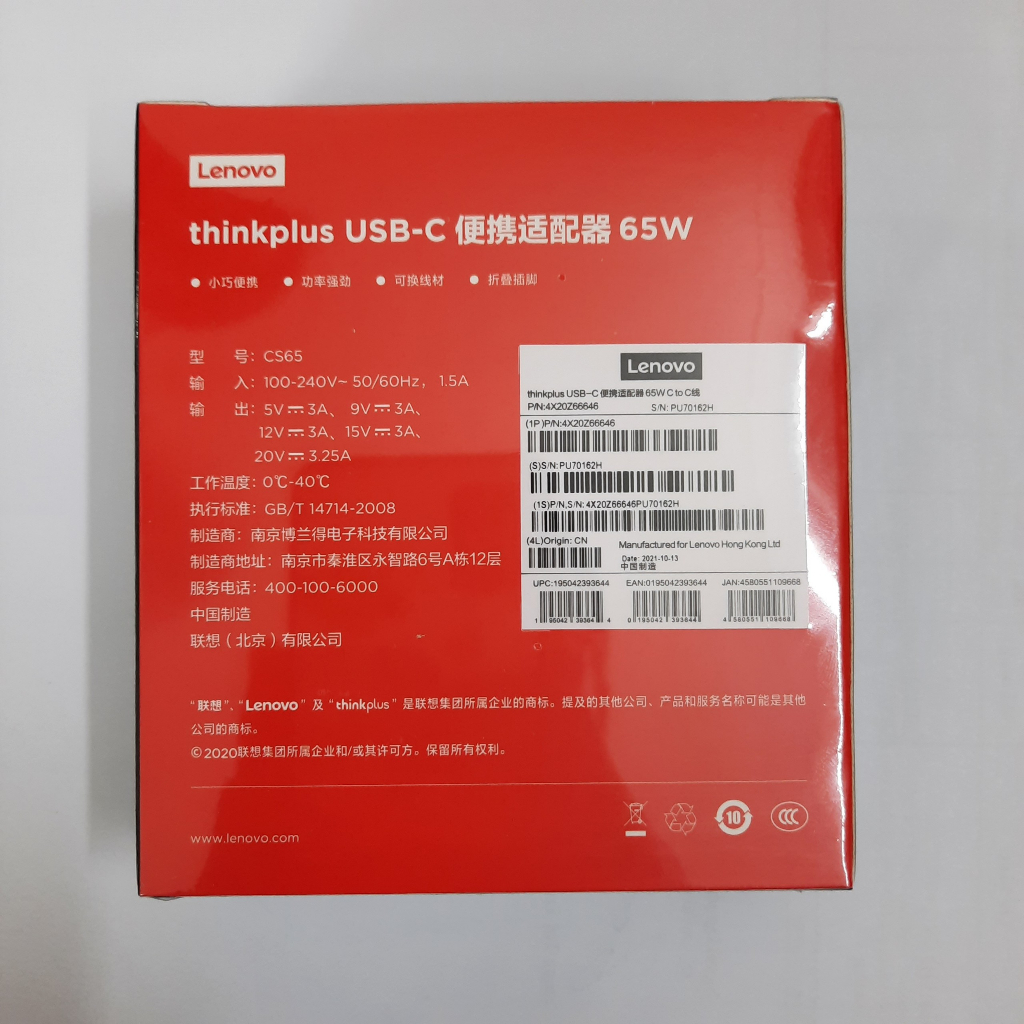 Lenovo
thinkplus USB-C 便携适配器 65W
● 小巧便携 ● 功率强劲 ● 可换线材 ● 折叠插脚
型 号：CS65
输 入：100-240V~ 50/60Hz， 1.5A
输 出：5V⎓3A、 9V⎓3A、
12V⎓3A、15V⎓3A、
20V⎓3.25A
工作温度：0℃-40℃
执行标准：GB/T 14714-2008
制造商：南京博兰得电子科技有限公司
制造商地址：南京市秦淮区永智路6号A栋12层
服务电话：400-100-6000
中国制造
联想（北京）有限公司
Lenovo
thinkplus USB-C 便携适配器 65W C to C线
P/N:4X20Z66646 S/N: PU70162H
(1P)P/N:4X20Z66646
(S)S/N:PU70162H
(1S)P/N,S/N: 4X20Z66646PU70162H
(4L)Origin: CN Manufactured for Lenovo Hong Kong Ltd
Date: 2021-10-13
中国制造
UPC:195042393644 EAN:0195042393644 JAN:4580551109668
1 95042 39364 4 0 195042 393644 4 580551 109668
“联想”、“Lenovo” 及 “thinkplus” 是联想集团所属企业的商标。提及的其他公司、产品和服务名称可能是其他
公司的商标。
©2020联想集团所属企业和/或其许可方。保留所有权利。
www.lenovo.com
10
CCC